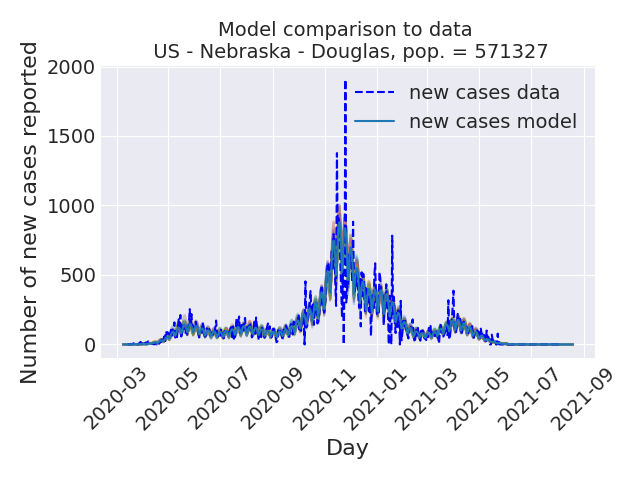 Model comparison to data
US - Nebraska - Douglas, pop. = 571327
Number of new cases reported
2000
1500
1000
500
0
new cases data
new cases model
2020-03
2020-05
2020-07
2020-09
2020-11
2021-01
2021-03
2021-05
2021-07
2021-09
Day